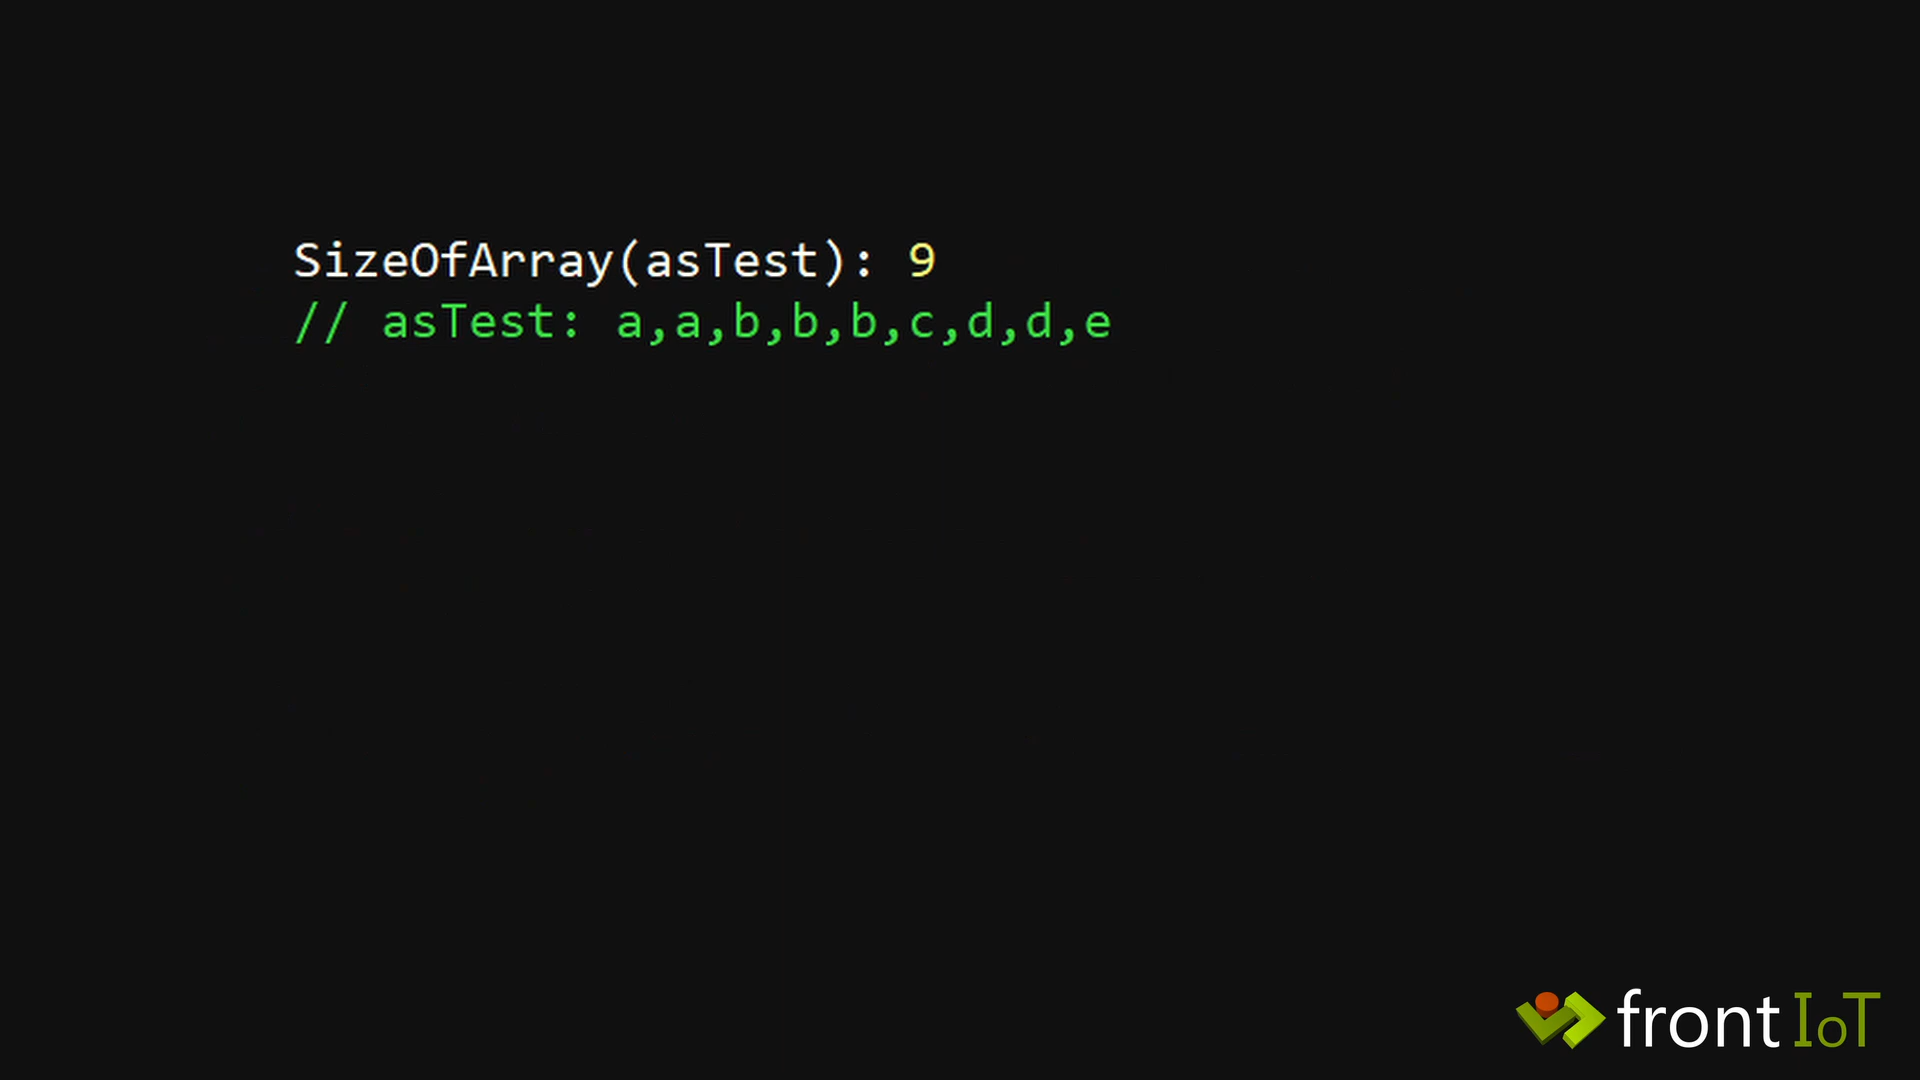 SizeOfArray(asTest): 9
// asTest: a,a,b,b,b,c,d,d,e
front IoT